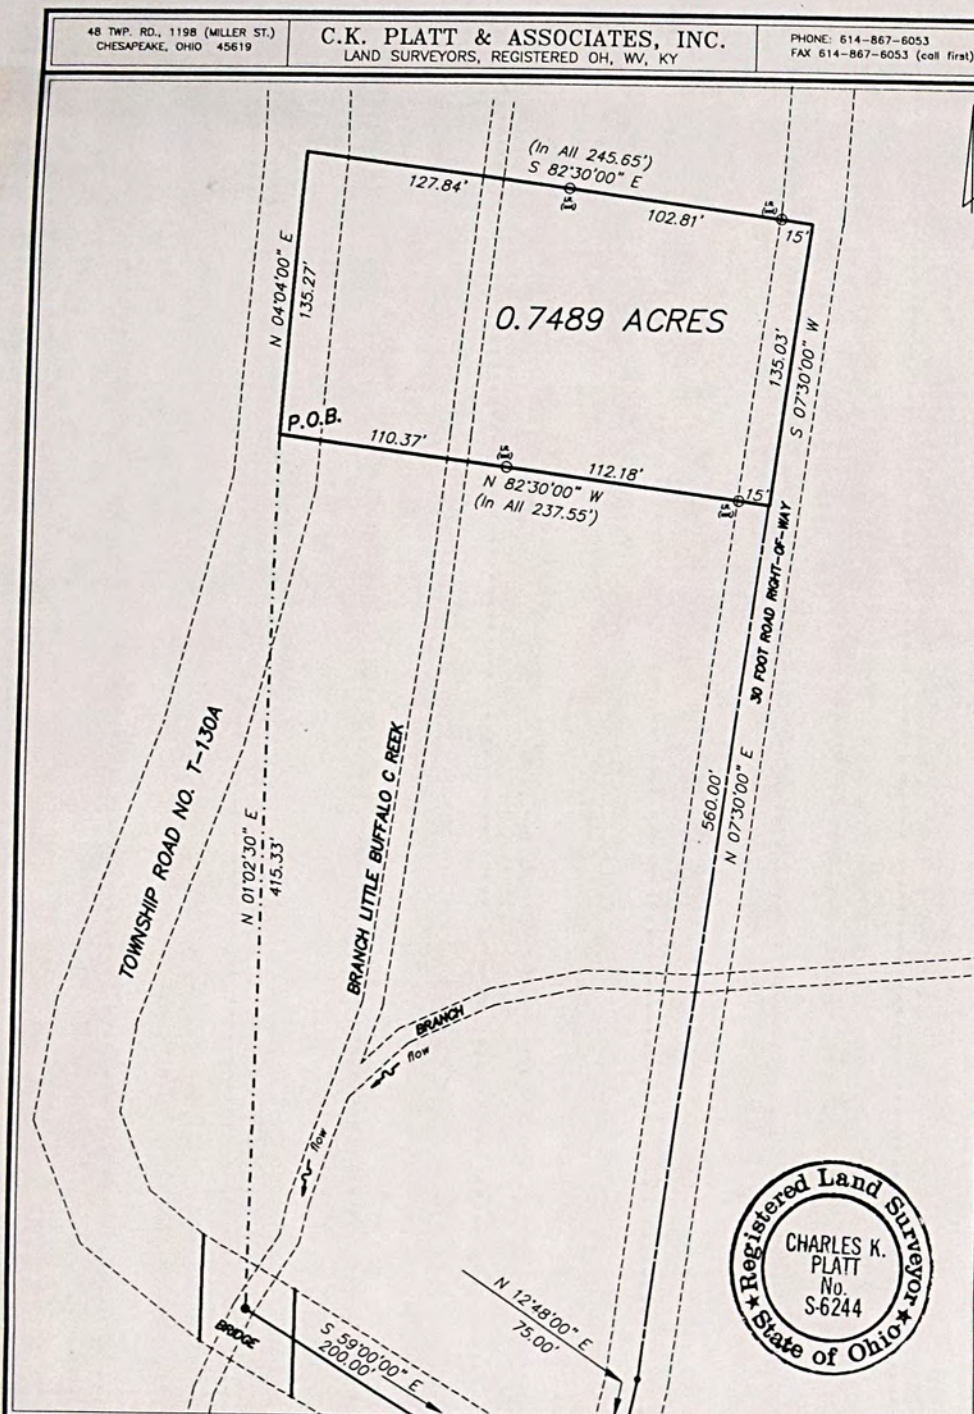 48 TWP. RD., 1198 (MILLER ST.)
CHESAPEAKE, OHIO 45619
C.K. PLATT & ASSOCIATES, INC.
LAND SURVEYORS, REGISTERED OH, WV, KY
PHONE: 614-867-6053
FAX 614-867-6053 (call first)
(In All 245.65')
S 82°30'00" E
127.84'
102.81'
15'
N 04°04'00" E
135.27'
0.7489 ACRES
135.03'
S 07°30'00" W
P.O.B.
110.37'
112.18'
15'
N 82°30'00" W
(In All 237.55')
30 FOOT ROAD RIGHT-OF-WAY
TOWNSHIP ROAD NO. T-130A
N 01°02'30" E
415.33'
BRANCH LITTLE BUFFALO C REEK
560.00'
N 07°30'00" E
BRANCH
flow
flow
BRIDGE
S 59°00'00" E
200.00'
N 12°48'00" E
75.00'
Registered Land Surveyor
CHARLES K.
PLATT
No.
S-6244
State of Ohio